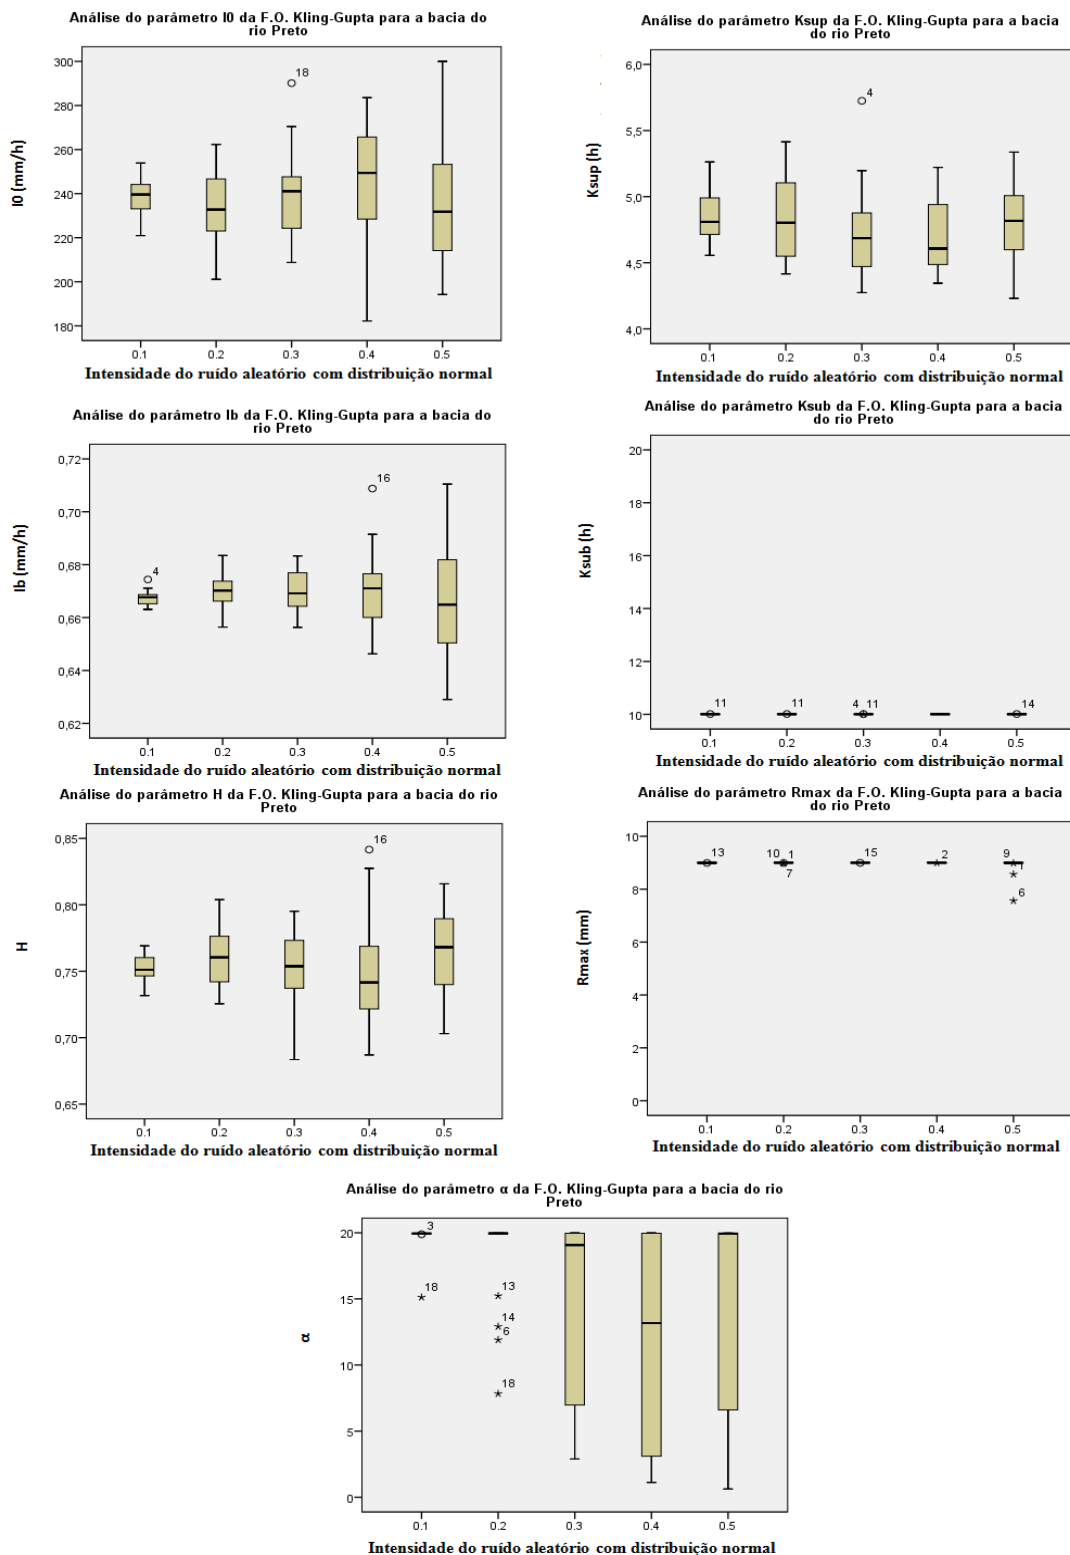 Análise do parâmetro I0 da F.O. Kling-Gupta para a bacia do
rio Preto
I0 (mm/h)
300
280
260
240
220
200
180
18
0.1 0.2 0.3 0.4 0.5
Intensidade do ruído aleatório com distribuição normal
Análise do parâmetro Ksup da F.O. Kling-Gupta para a bacia
do rio Preto
Ksup (h)
6,0
5,5
5,0
4,5
4,0
4
0.1 0.2 0.3 0.4 0.5
Intensidade do ruído aleatório com distribuição normal
Análise do parâmetro Ib da F.O. Kling-Gupta para a bacia do
rio Preto
Ib (mm/h)
0,72
0,70
0,68
0,66
0,64
0,62
4
16
0.1 0.2 0.3 0.4 0.5
Intensidade do ruído aleatório com distribuição normal
Análise do parâmetro Ksub da F.O. Kling-Gupta para a bacia
do rio Preto
Ksub (h)
20
18
16
14
12
10
11 11 4 11 14
0.1 0.2 0.3 0.4 0.5
Intensidade do ruído aleatório com distribuição normal
Análise do parâmetro H da F.O. Kling-Gupta para a bacia do rio
Preto
H
0,85
0,80
0,75
0,70
0,65
16
0.1 0.2 0.3 0.4 0.5
Intensidade do ruído aleatório com distribuição normal
Análise do parâmetro Rmax da F.O. Kling-Gupta para a bacia
do rio Preto
Rmax (mm)
10
8
6
4
2
0
13 10 1 15 2 9
7 1
6
0.1 0.2 0.3 0.4 0.5
Intensidade do ruído aleatório com distribuição normal
Análise do parâmetro α da F.O. Kling-Gupta para a bacia do rio
Preto
α
20
15
10
5
0
3
18
13
14
6
18
0.1 0.2 0.3 0.4 0.5
Intensidade do ruído aleatório com distribuição normal